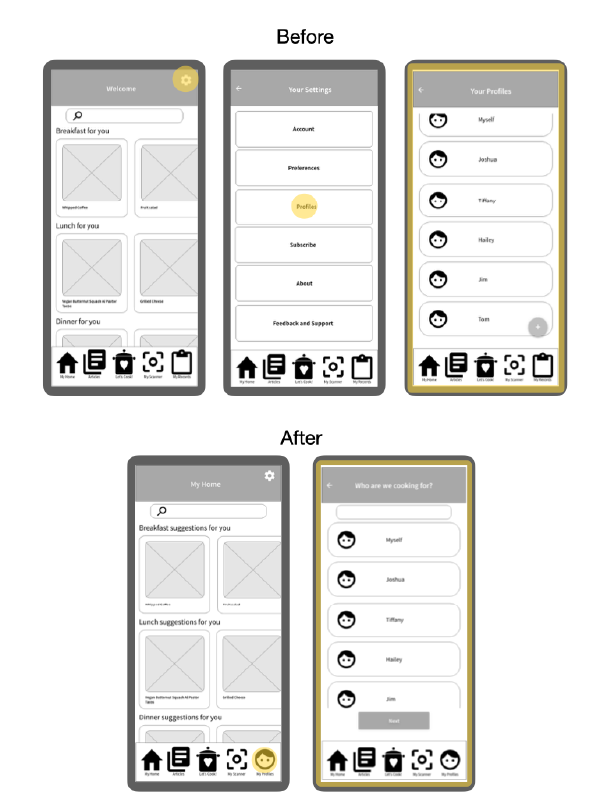 Before
Welcome
Breakfast for you
Whipped Coffee
Fruit Salad
Lunch for you
Vegan Butternut Squash Al Pastor Tacos
Grilled Cheese
Dinner for you
My Home
Articles
Let's Cook!
My Scanner
My Records
Your Settings
Account
Preferences
Profiles
Subscribe
About
Feedback and Support
My Home
Articles
Let's Cook!
My Scanner
My Records
Your Profiles
Myself
Joshua
Tiffany
Hailey
Jim
Tom
+
My Home
Articles
Let's Cook!
My Scanner
My Records
After
My Home
Breakfast suggestions for you
Lunch suggestions for you
Vegan Butternut Squash Al Pastor
Tacos
Grilled Cheese
Dinner suggestions for you
My Home
Articles
Let's Cook!
My Scanner
My Profiles
Who are we cooking for?
Myself
Joshua
Tiffany
Hailey
Jim
Next
My Home
Articles
Let's Cook!
My Scanner
My Profiles